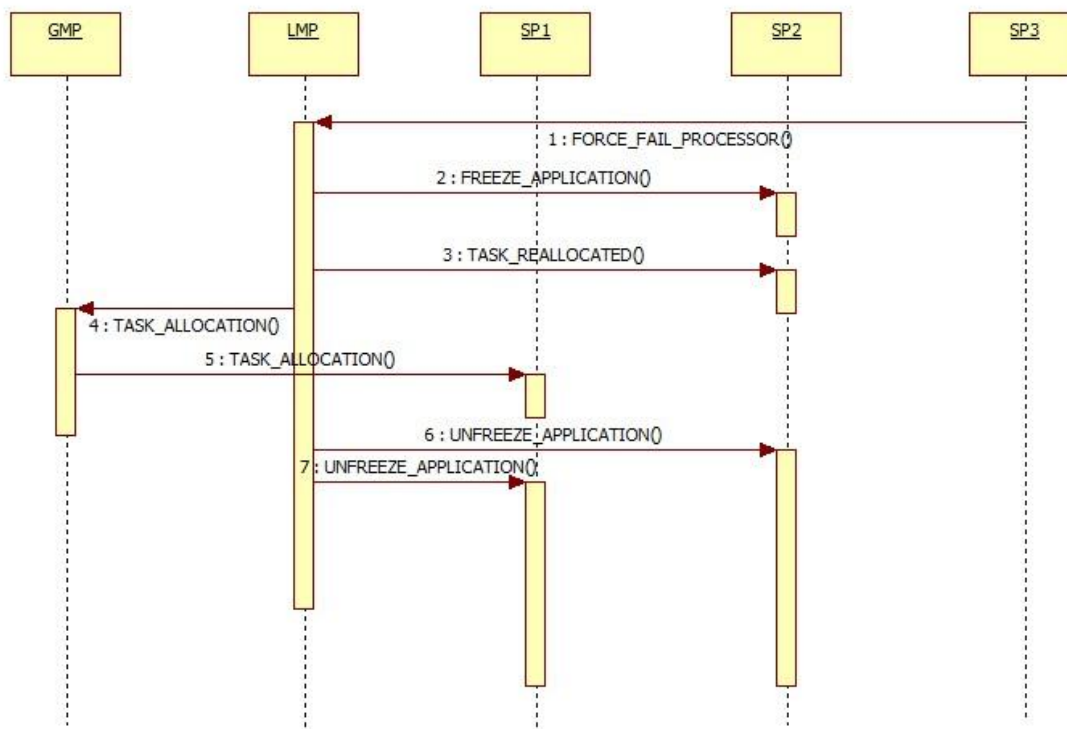 GMP
LMP
SP1
SP2
SP3
1 : FORCE_FAIL_PROCESSOR()
2 : FREEZE_APPLICATION()
3 : TASK_REALLOCATED()
4 : TASK_ALLOCATION()
5 : TASK_ALLOCATION()
6 : UNFREEZE_APPLICATION()
7 : UNFREEZE_APPLICATION()